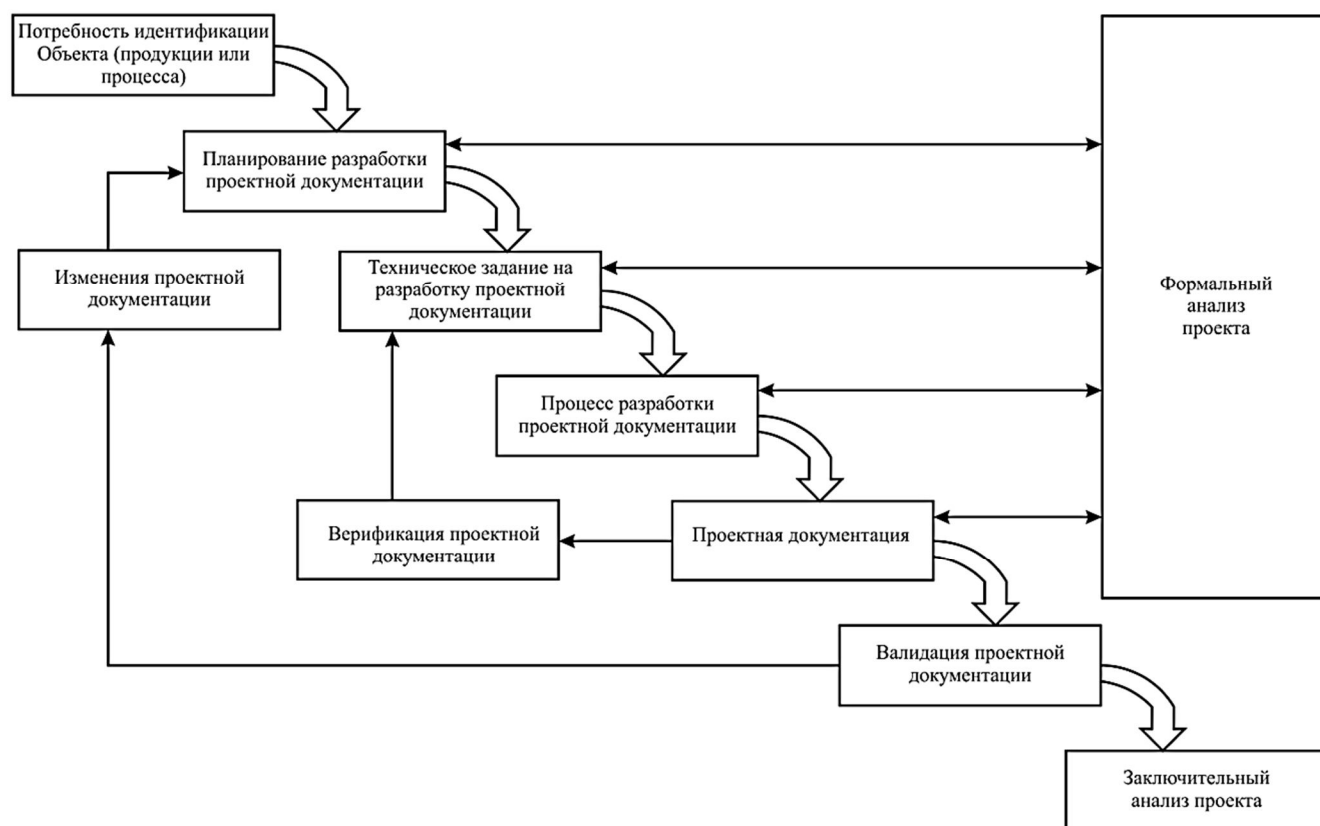 Потребность идентификации
Объекта (продукции или
процесса)
Планирование разработки
проектной документации
Изменения проектной
документации
Техническое задание на
разработку проектной
документации
Формальный
анализ
проекта
Процесс разработки
проектной документации
Верификация проектной
документации
Проектная документация
Валидация проектной
документации
Заключительный
анализ проекта